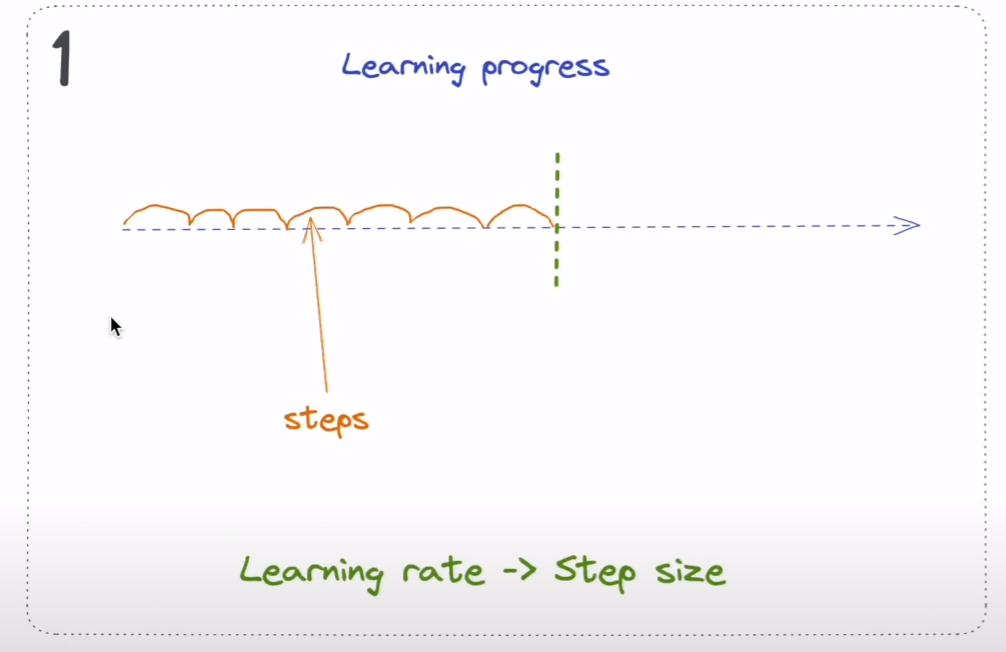 1
Learning progress
steps
Learning rate -> Step size